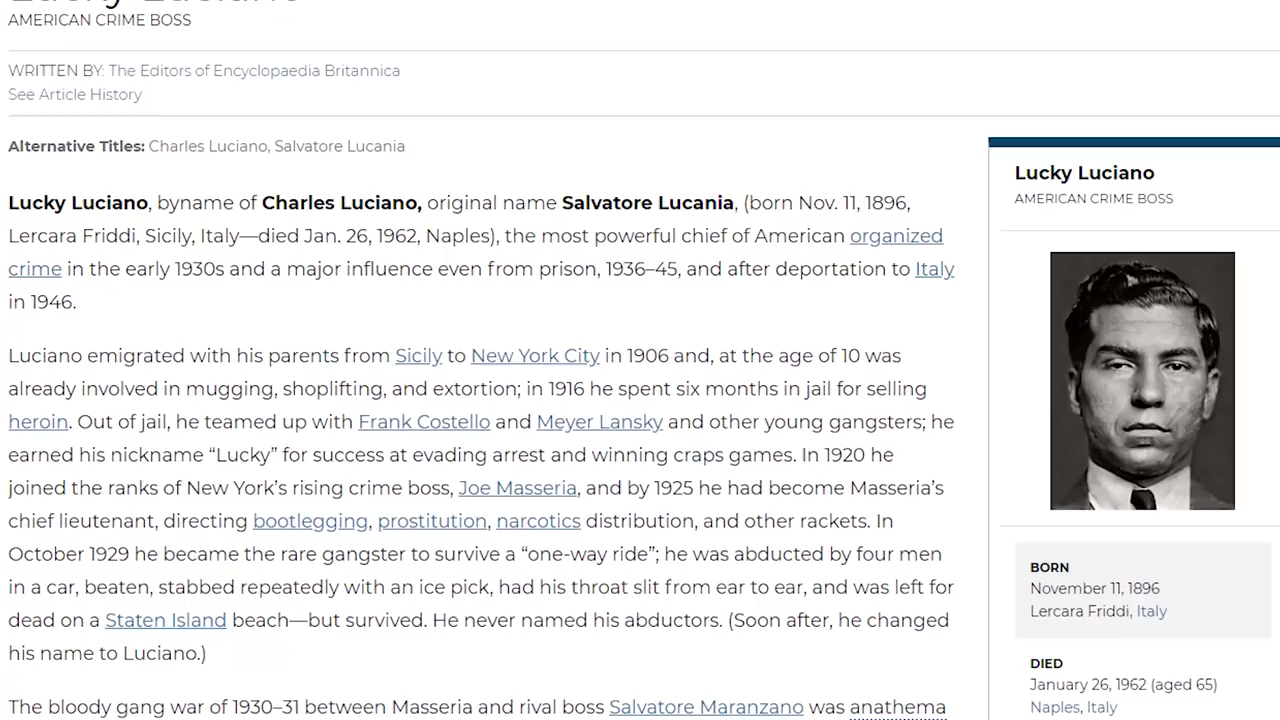 Lucky Luciano
AMERICAN CRIME BOSS
WRITTEN BY: The Editors of Encyclopaedia Britannica
See Article History
Alternative Titles: Charles Luciano, Salvatore Lucania
Lucky Luciano, byname of Charles Luciano, original name Salvatore Lucania, (born Nov. 11, 1896,
Lercara Friddi, Sicily, Italy—died Jan. 26, 1962, Naples), the most powerful chief of American organized
crime in the early 1930s and a major influence even from prison, 1936–45, and after deportation to Italy
in 1946.
Luciano emigrated with his parents from Sicily to New York City in 1906 and, at the age of 10 was
already involved in mugging, shoplifting, and extortion; in 1916 he spent six months in jail for selling
heroin. Out of jail, he teamed up with Frank Costello and Meyer Lansky and other young gangsters; he
earned his nickname “Lucky” for success at evading arrest and winning craps games. In 1920 he
joined the ranks of New York’s rising crime boss, Joe Masseria, and by 1925 he had become Masseria’s
chief lieutenant, directing bootlegging, prostitution, narcotics distribution, and other rackets. In
October 1929 he became the rare gangster to survive a “one-way ride”; he was abducted by four men
in a car, beaten, stabbed repeatedly with an ice pick, had his throat slit from ear to ear, and was left for
dead on a Staten Island beach—but survived. He never named his abductors. (Soon after, he changed
his name to Luciano.)
The bloody gang war of 1930–31 between Masseria and rival boss Salvatore Maranzano was anathema
Lucky Luciano
AMERICAN CRIME BOSS
BORN
November 11, 1896
Lercara Friddi, Italy
DIED
January 26, 1962 (aged 65)
Naples, Italy